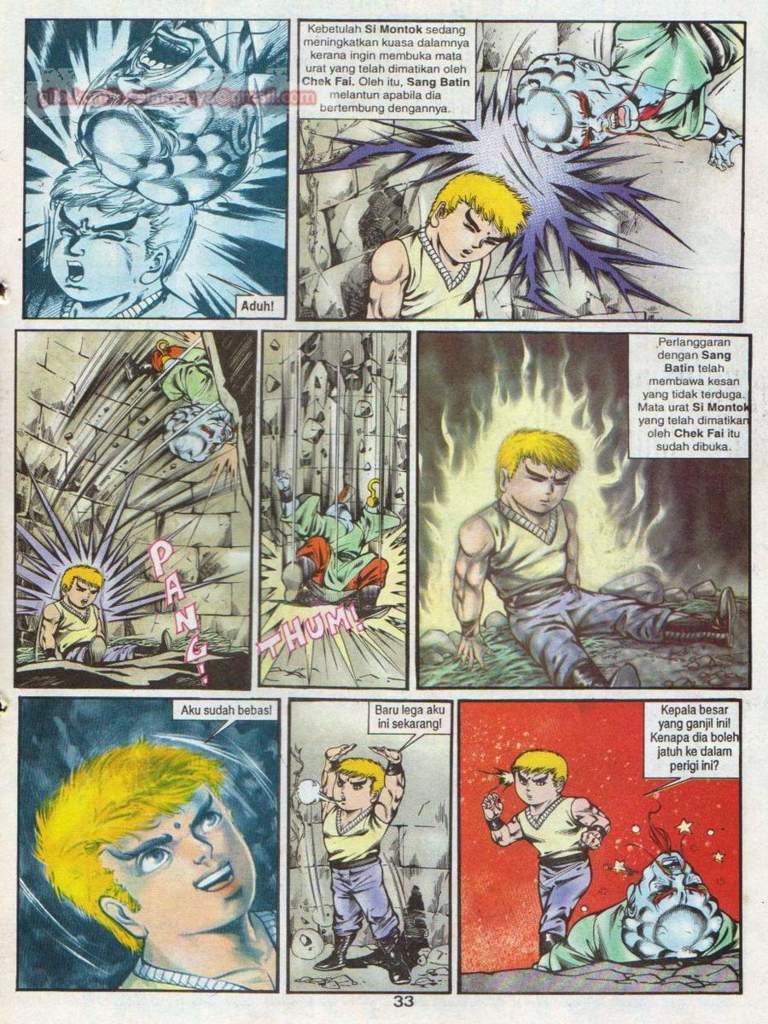 Aduh!
Kebetulah Si Montok sedang
meningkatkan kuasa dalamnya
kerana ingin membuka mata
urat yang telah dimatikan oleh
Chek Fai. Oleh itu, Sang Batin
melantun apabila dia
bertembung dengannya.
PANG!
THUM!
Perlanggaran
dengan Sang
Batin telah
membawa kesan
yang tidak terduga.
Mata urat Si Montok
yang telah dimatikan
oleh Chek Fai itu
sudah dibuka.
Aku sudah bebas!
Baru lega aku
ini sekarang!
Kepala besar
yang ganjil ini!
Kenapa dia boleh
jatuh ke dalam
perigi ini?
33